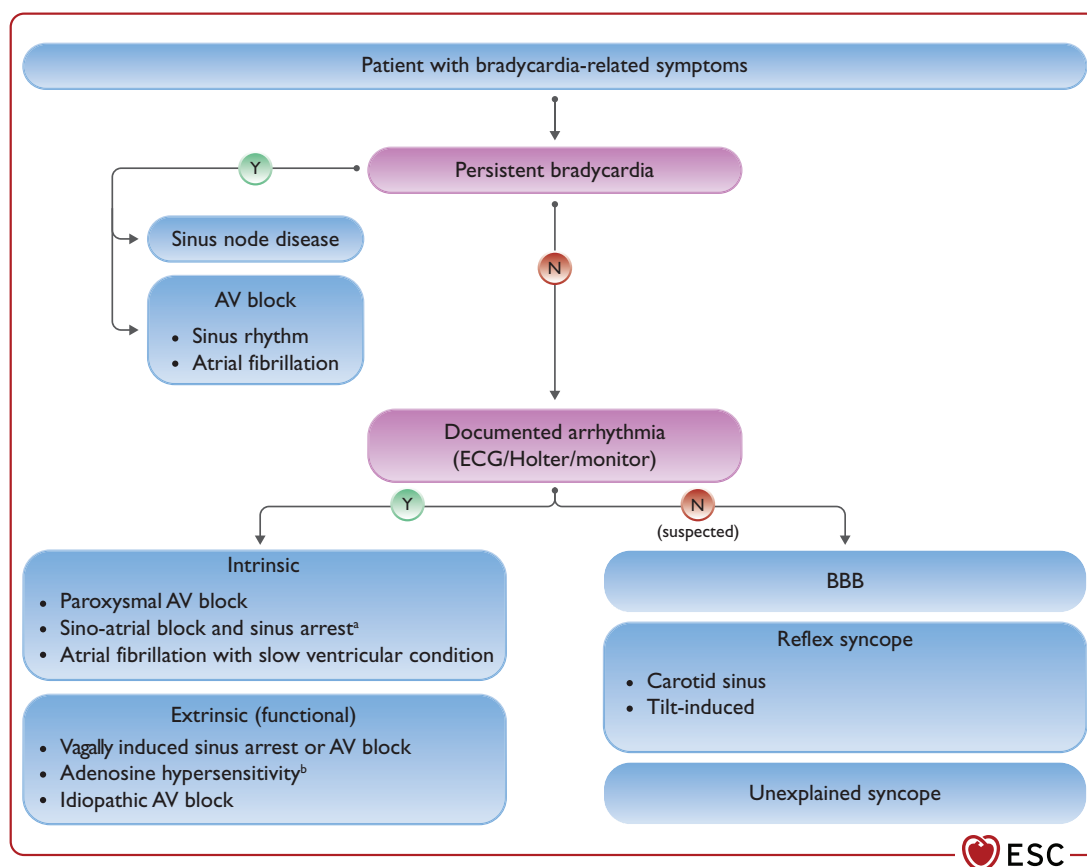 Patient with bradycardia-related symptoms
Y
Persistent bradycardia
Sinus node disease
N
AV block
• Sinus rhythm
• Atrial fibrillation
Documented arrhythmia
(ECG/Holter/monitor)
Y
N
(suspected)
Intrinsic
• Paroxysmal AV block
• Sino-atrial block and sinus arrestᵃ
• Atrial fibrillation with slow ventricular condition
Extrinsic (functional)
• Vagally induced sinus arrest or AV block
• Adenosine hypersensitivityᵇ
• Idiopathic AV block
BBB
Reflex syncope
• Carotid sinus
• Tilt-induced
Unexplained syncope
ESC